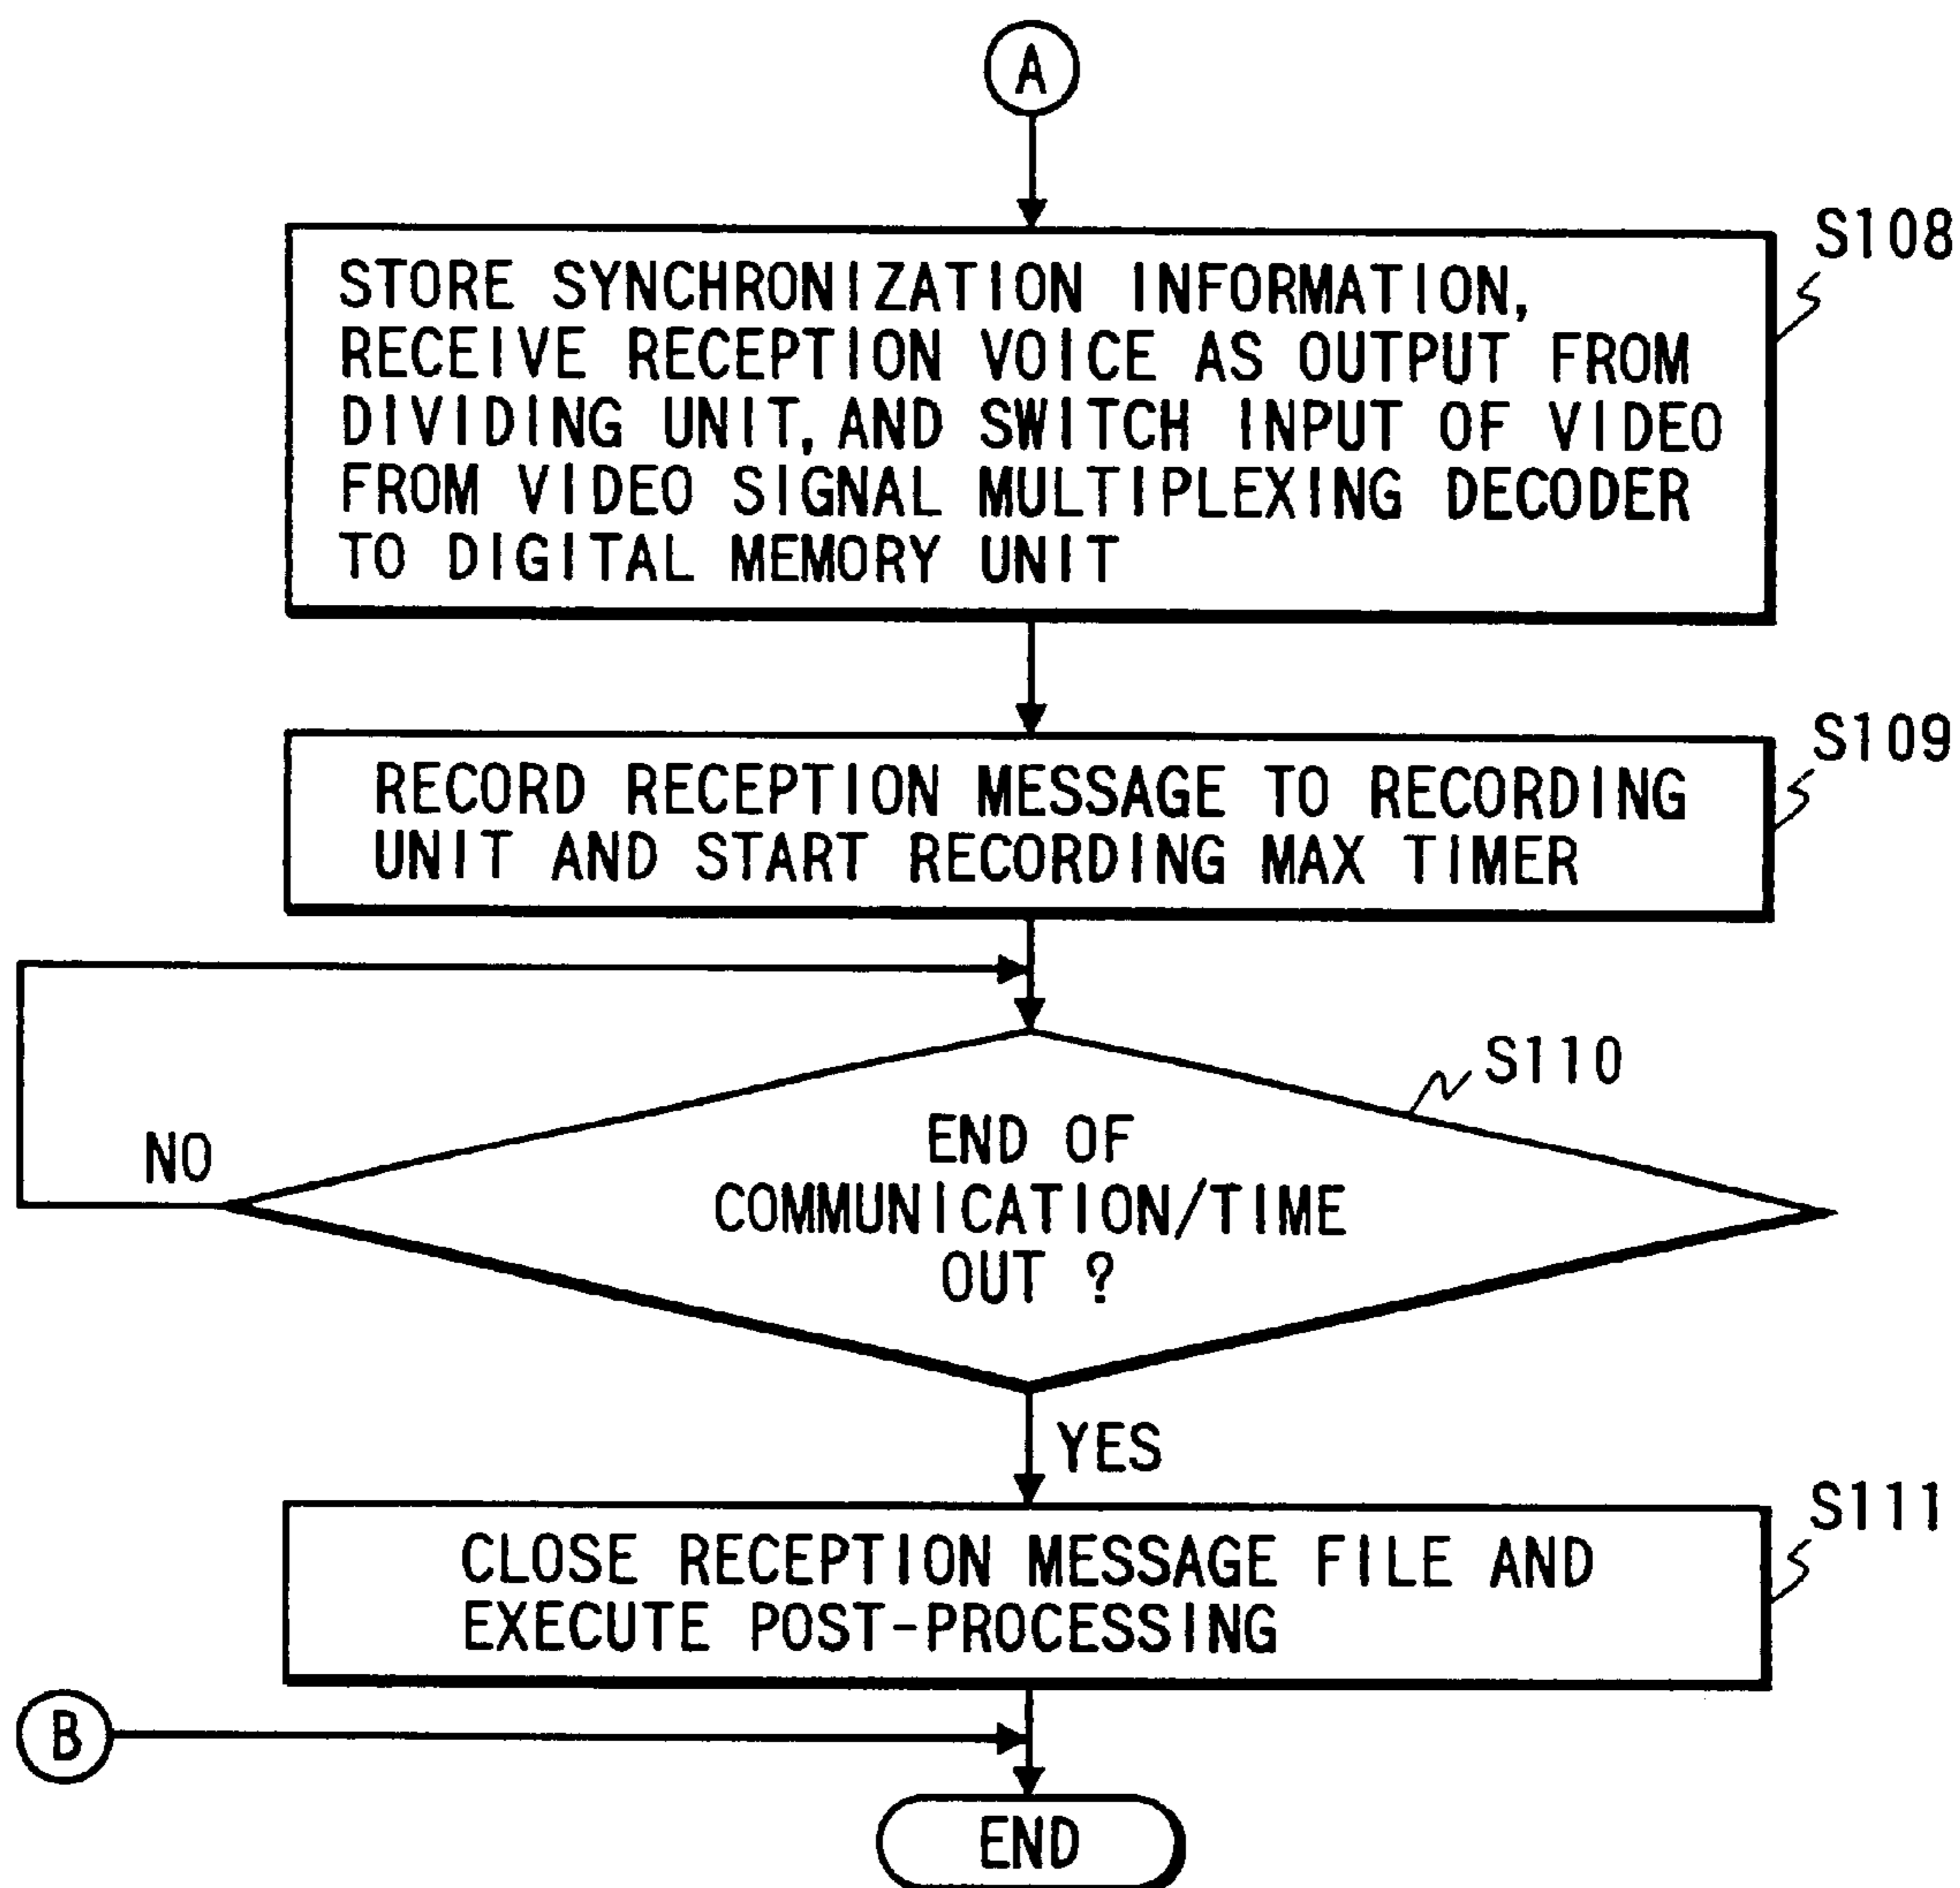 A
S108
STORE SYNCHRONIZATION INFORMATION,
RECEIVE RECEPTION VOICE AS OUTPUT FROM
DIVIDING UNIT, AND SWITCH INPUT OF VIDEO
FROM VIDEO SIGNAL MULTIPLEXING DECODER
TO DIGITAL MEMORY UNIT
S109
RECORD RECEPTION MESSAGE TO RECORDING
UNIT AND START RECORDING MAX TIMER
S110
NO
END OF
COMMUNICATION/TIME
OUT ?
YES
S111
CLOSE RECEPTION MESSAGE FILE AND
EXECUTE POST-PROCESSING
B
END